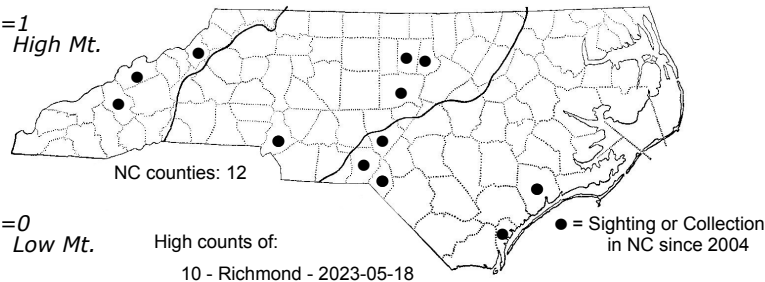 =1
High Mt.
NC counties: 12
=0
Low Mt.
High counts of:
10 - Richmond - 2023-05-18
● = Sighting or Collection
in NC since 2004